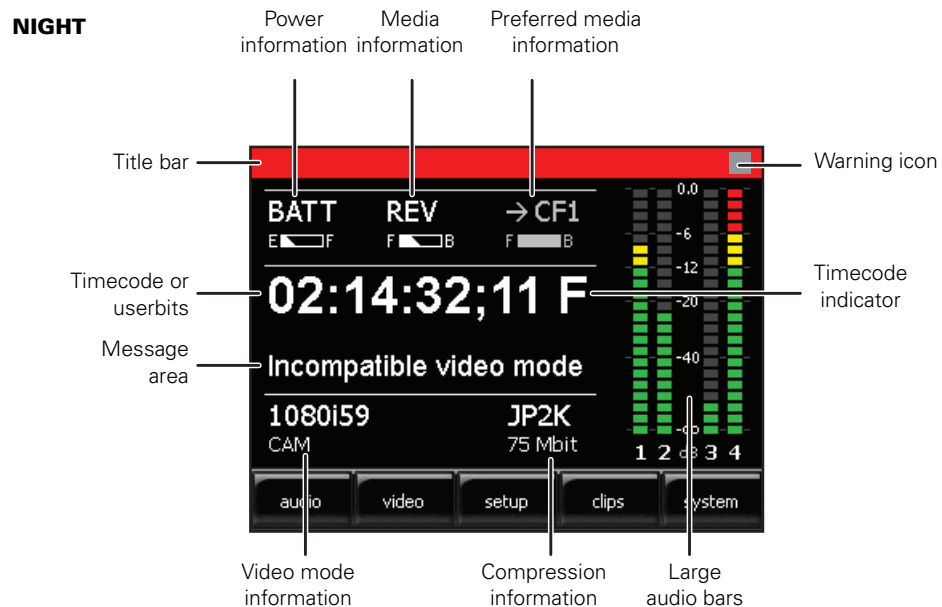 NIGHT
Power information
Media information
Preferred media information
Title bar
Warning icon
BATT
REV
→ CF1
E F
F B
F B
0.0
-6
-12
-20
-40
-60
dB
1 2 3 4
Timecode or userbits
02:14:32;11 F
Timecode indicator
Message area
Incompatible video mode
1080i59
JP2K
CAM
75 Mbit
audio
video
setup
clips
system
Video mode information
Compression information
Large audio bars